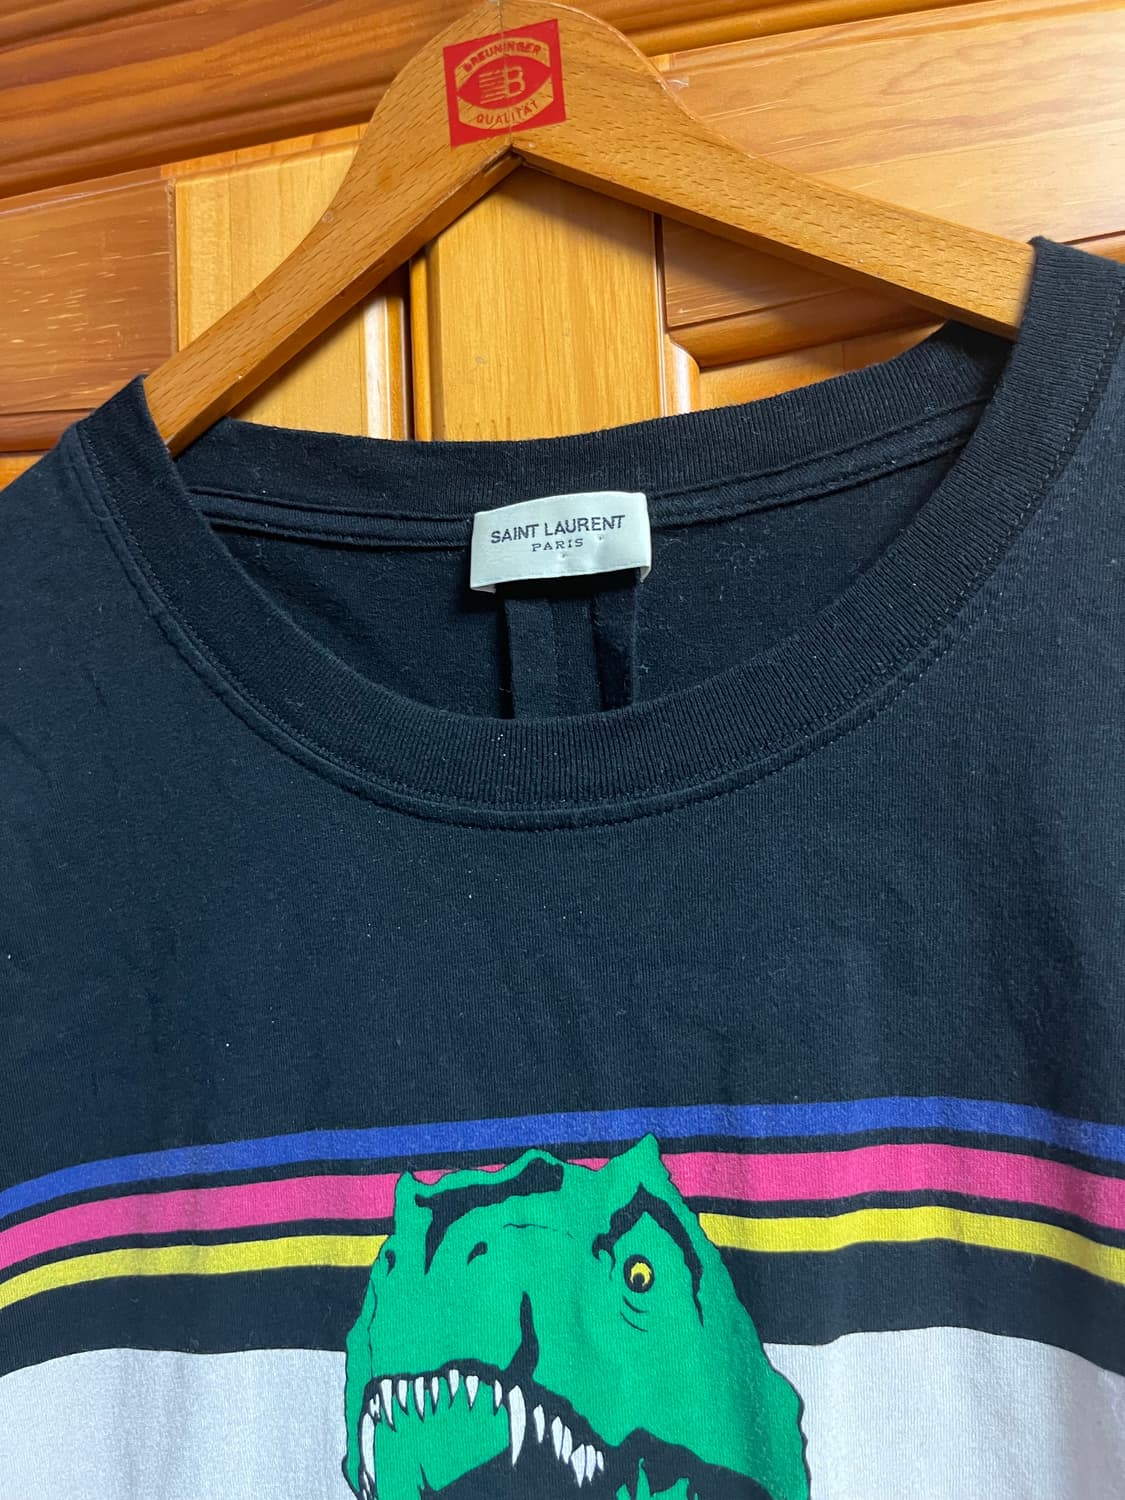 BREUNINGER
B
QUALITÄT
SAINT LAURENT
PARIS